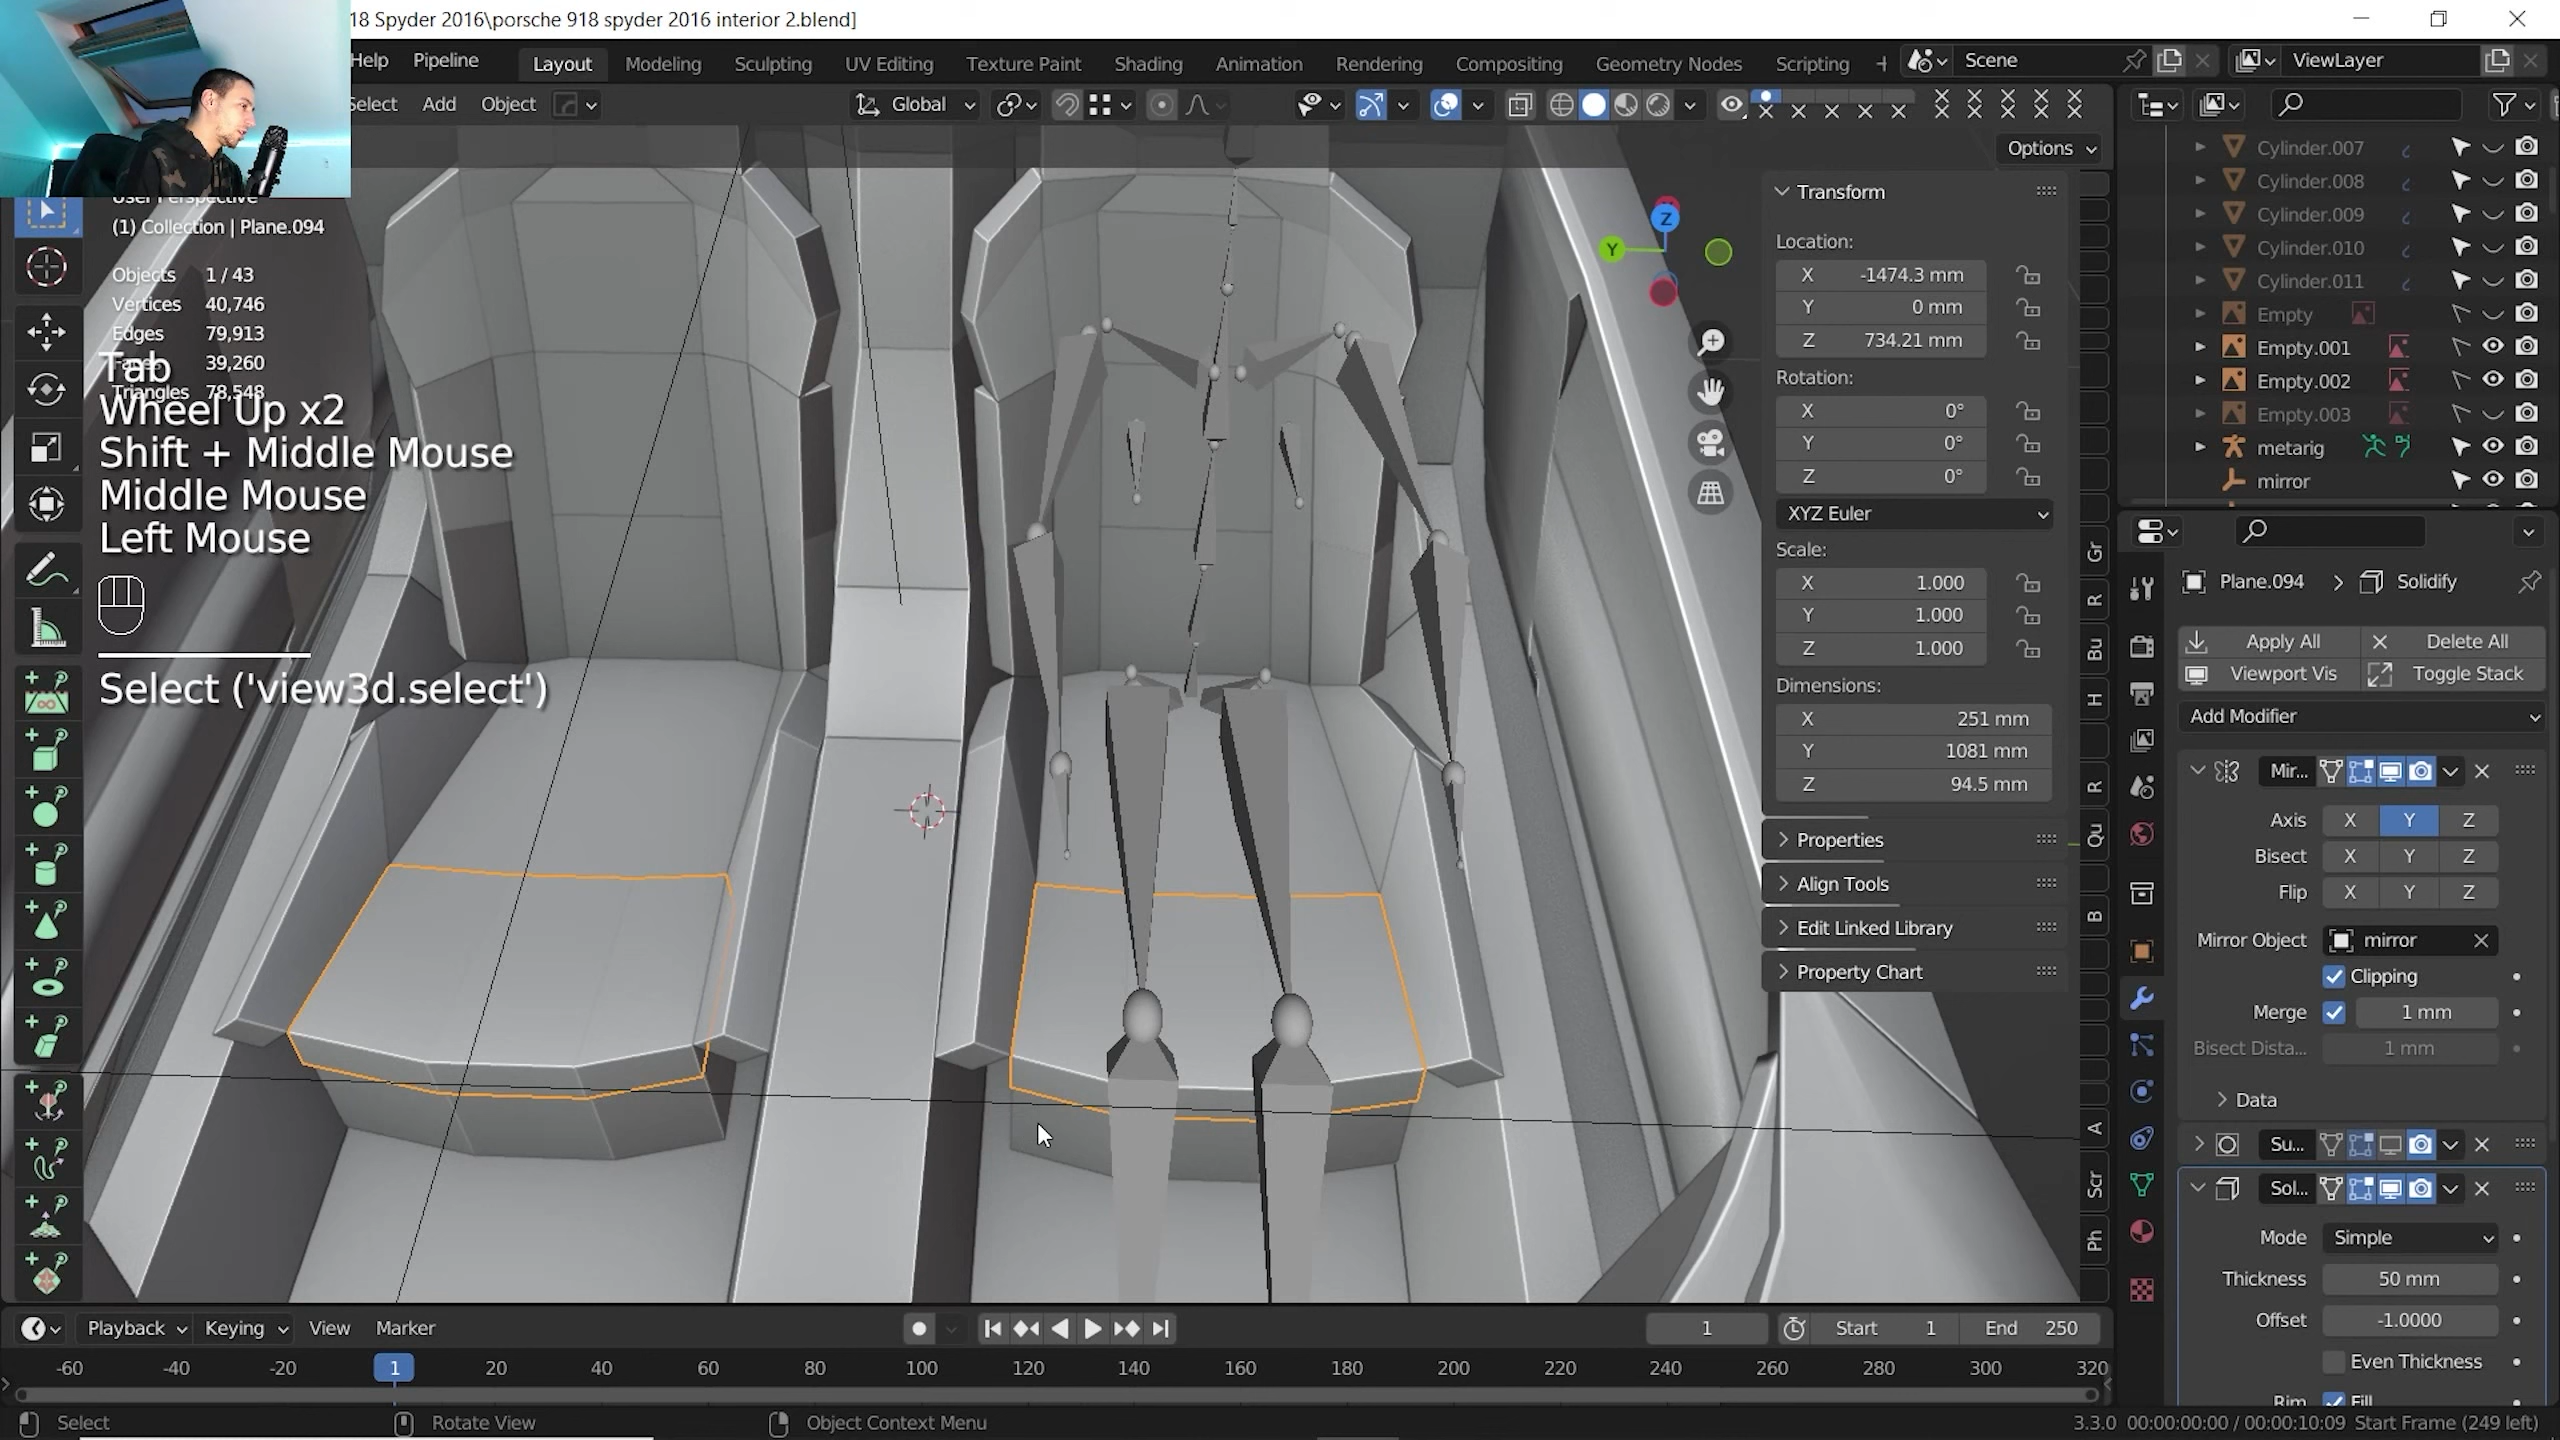 18 Spyder 2016\porsche 918 spyder 2016 interior 2.blend]
Help Pipeline Layout Modeling Sculpting UV Editing Texture Paint Shading Animation Rendering Compositing Geometry Nodes Scripting + Scene ViewLayer
Select Add Object Global
Options
User Perspective
(1) Collection | Plane.094
Objects 1 / 43
Vertices 40,746
Edges 79,913
Faces 39,260
Triangles 78,548
Tab
Wheel Up x2
Shift + Middle Mouse
Middle Mouse
Left Mouse
Select ('view3d.select')
Z
Y
Transform
Location:
X -1474.3 mm
Y 0 mm
Z 734.21 mm
Rotation:
X 0°
Y 0°
Z 0°
XYZ Euler
Scale:
X 1.000
Y 1.000
Z 1.000
Dimensions:
X 251 mm
Y 1081 mm
Z 94.5 mm
Properties
Align Tools
Edit Linked Library
Property Chart
Gr
R
Bu
H
R
Qu
B
A
Scr
Ph
Cylinder.007
Cylinder.008
Cylinder.009
Cylinder.010
Cylinder.011
Empty
Empty.001
Empty.002
Empty.003
metarig
mirror
Plane.094 > Solidify
Apply All Delete All
Viewport Vis Toggle Stack
Add Modifier
Mir...
Axis X Y Z
Bisect X Y Z
Flip X Y Z
Mirror Object mirror
Clipping
Merge 1 mm
Bisect Dista... 1 mm
Data
Su...
Sol...
Mode Simple
Thickness 50 mm
Offset -1.0000
Even Thickness
Rim Fill
Playback Keying View Marker 1 Start 1 End 250
-60 -40 -20 1 20 40 60 80 100 120 140 160 180 200 220 240 260 280 300 320
Select Rotate View Object Context Menu 3.3.0 00:00:00:00 / 00:00:10:09 Start Frame (249 left)